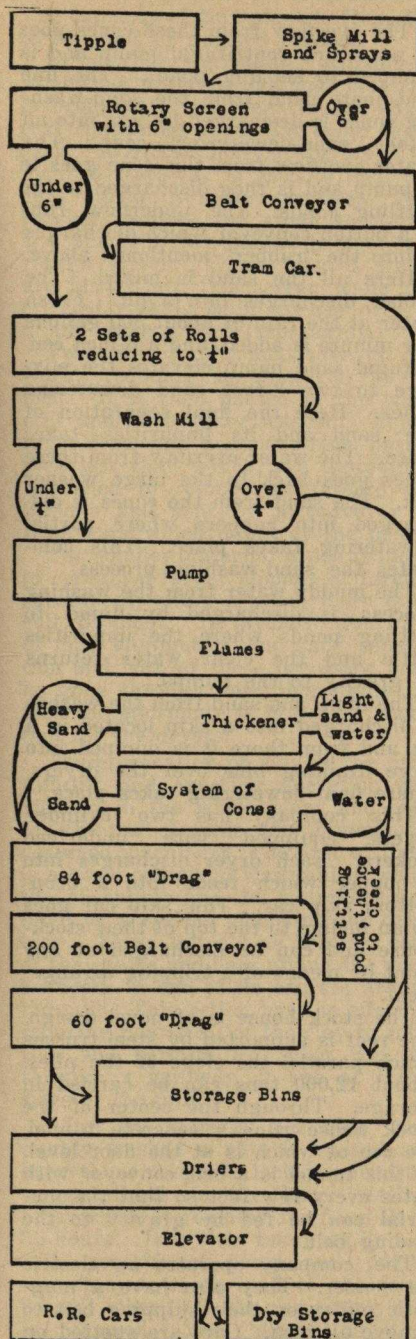 Tipple
Spike Mill
and Sprays
Rotary Screen
with 6" openings
Over
6"
Under
6"
Belt Conveyor
Tram Car.
2 Sets of Rolls
reducing to ¼"
Wash Mill
Under
¼"
Over
¼"
Pump
Flumes
Heavy
Sand
Thickener
Light
sand &
water
Sand
System of
Cones
Water
84 foot "Drag"
settling
pond, thence
to creek
200 foot Belt Conveyor
60 foot "Drag"
Storage Bins
Driers
Elevator
R.R. Cars
Dry Storage
Bins